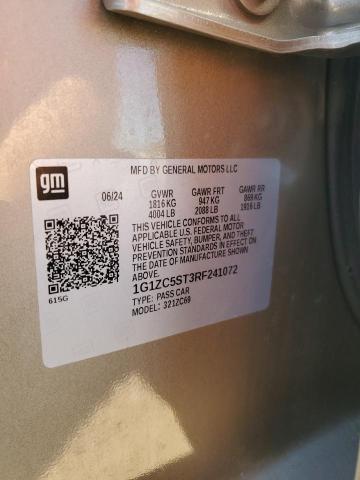 gm
MFD BY GENERAL MOTORS LLC
06/24 GVWR GAWR FRT GAWR RR
1816 KG 947 KG 869 KG
4004 LB 2088 LB 1916 LB
THIS VEHICLE CONFORMS TO ALL
APPLICABLE U.S. FEDERAL MOTOR
VEHICLE SAFETY, BUMPER, AND THEFT
PREVENTION STANDARDS IN EFFECT ON
THE DATE OF MANUFACTURE SHOWN
ABOVE.
1G1ZC5ST3RF241072
TYPE: PASS CAR
MODEL: 321ZC69
615G